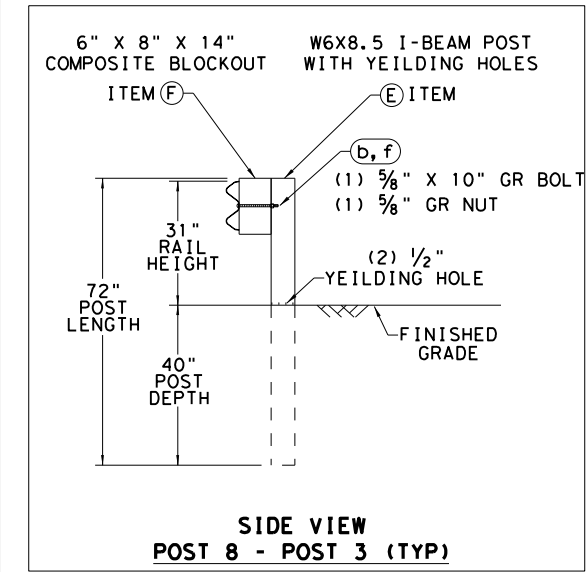 6" X 8" X 14"
COMPOSITE BLOCKOUT
ITEM F
W6X8.5 I-BEAM POST
WITH YEILDING HOLES
E ITEM
b, f
(1) 5/8" X 10" GR BOLT
(1) 5/8" GR NUT
31"
RAIL
HEIGHT
(2) 1/2"
YEILDING HOLE
72"
POST
LENGTH
FINISHED
GRADE
40"
POST
DEPTH
SIDE VIEW
POST 8 - POST 3 (TYP)